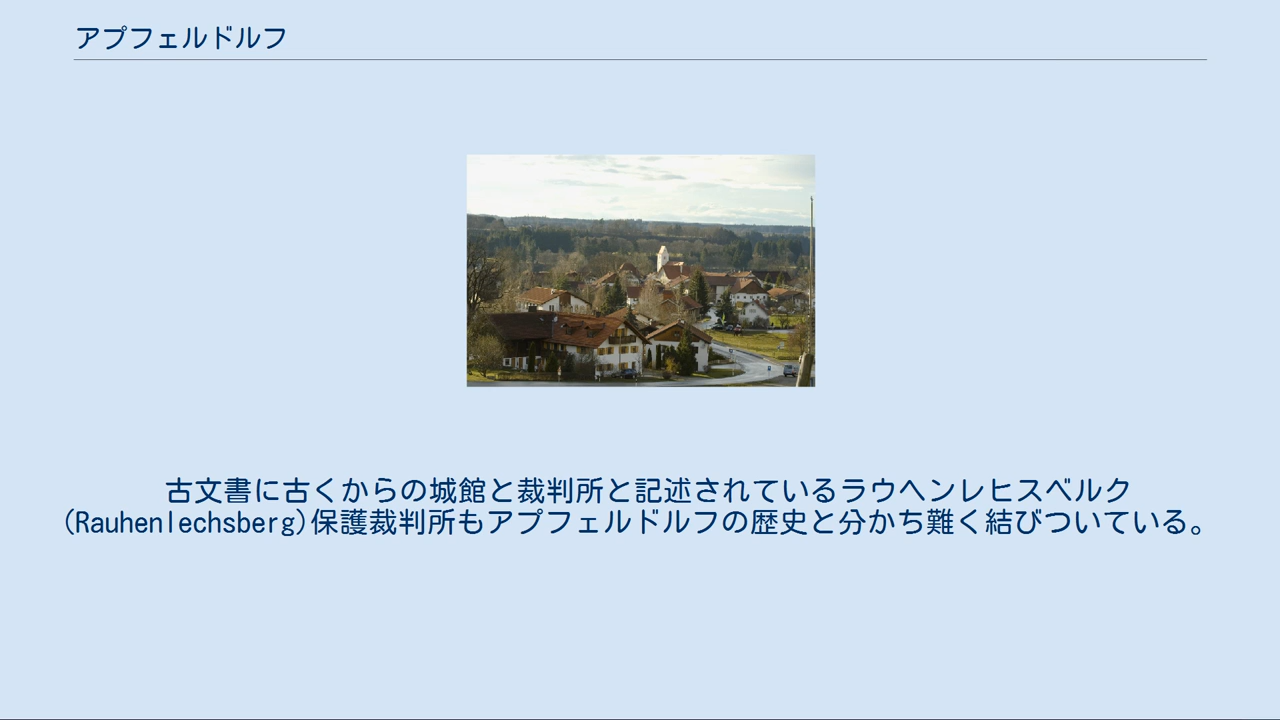 アプフェルドルフ
古文書に古くからの城館と裁判所と記述されているラウヘンレヒスベルク
(Rauhenlechsberg)保護裁判所もアプフェルドルフの歴史と分かち難く結びついている。